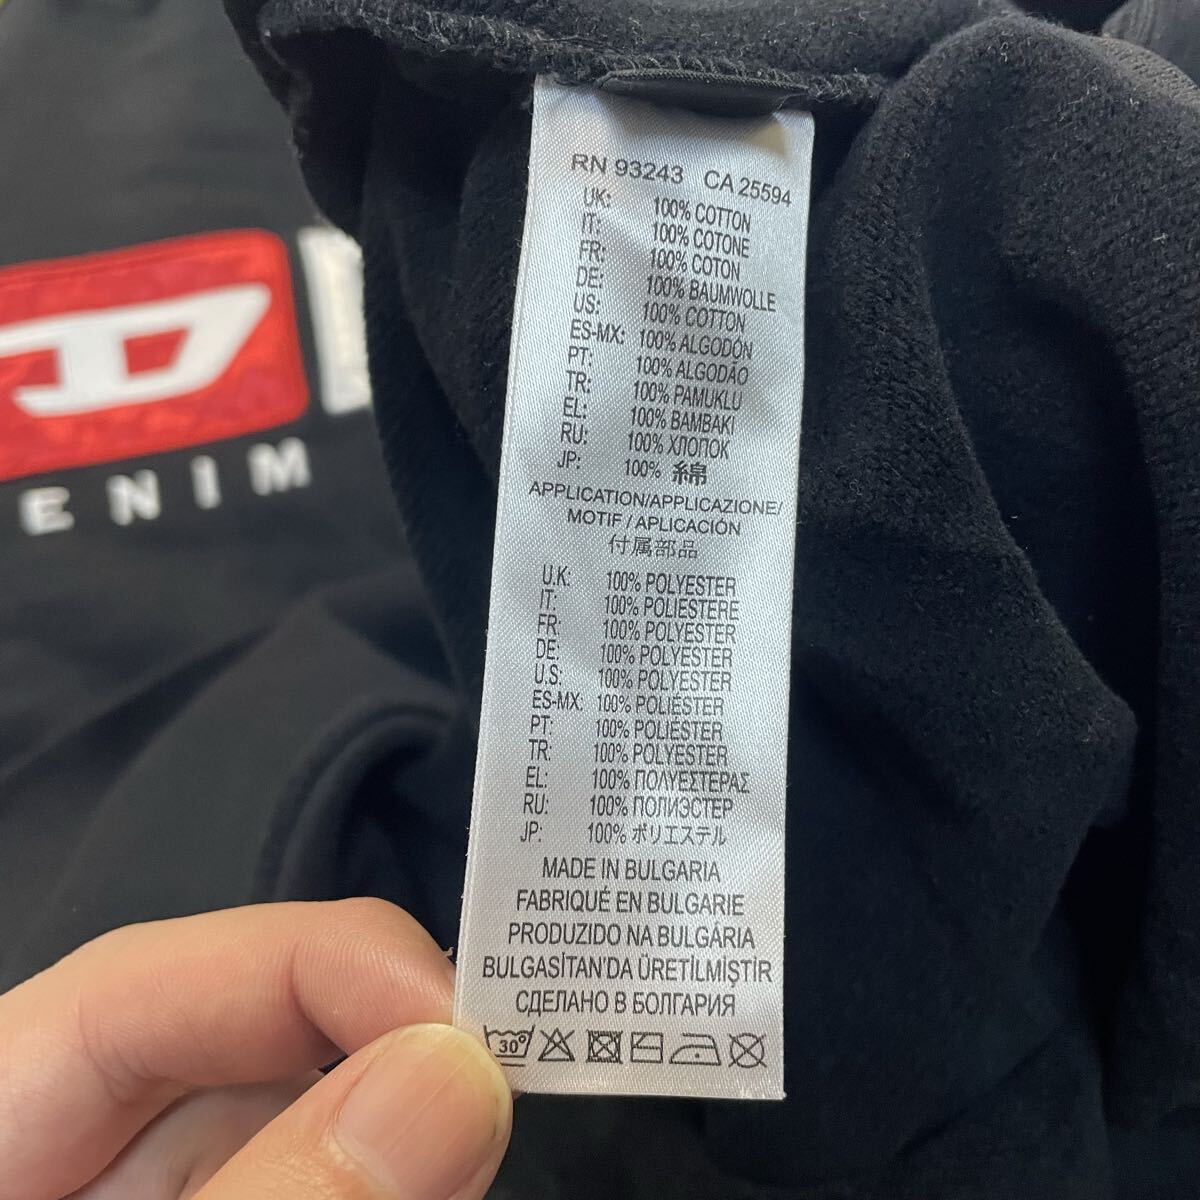 D
ENIM
RN 93243 CA 25594
UK: 100% COTTON
IT: 100% COTONE
FR: 100% COTON
DE: 100% BAUMWOLLE
US: 100% COTTON
ES-MX: 100% ALGODÓN
PT: 100% ALGODÃO
TR: 100% PAMUKLU
EL: 100% BAMBAKI
RU: 100% ХЛОПОК
JP: 100% 綿
APPLICATION/APPLICAZIONE/
MOTIF/APLICACIÓN
付属部品
U.K: 100% POLYESTER
IT: 100% POLIESTERE
FR: 100% POLYESTER
DE: 100% POLYESTER
U.S: 100% POLYESTER
ES-MX: 100% POLIÉSTER
PT: 100% POLIÉSTER
TR: 100% POLYESTER
EL: 100% ΠΟΛΥΕΣΤΕΡΑΣ
RU: 100% ПОЛИЭСТЕР
JP: 100% ポリエステル
MADE IN BULGARIA
FABRIQUÉ EN BULGARIE
PRODUZIDO NA BULGÁRIA
BULGASİTAN'DA ÜRETİLMİŞTİR
СДЕЛАНО В БОЛГАРИЯ
30°